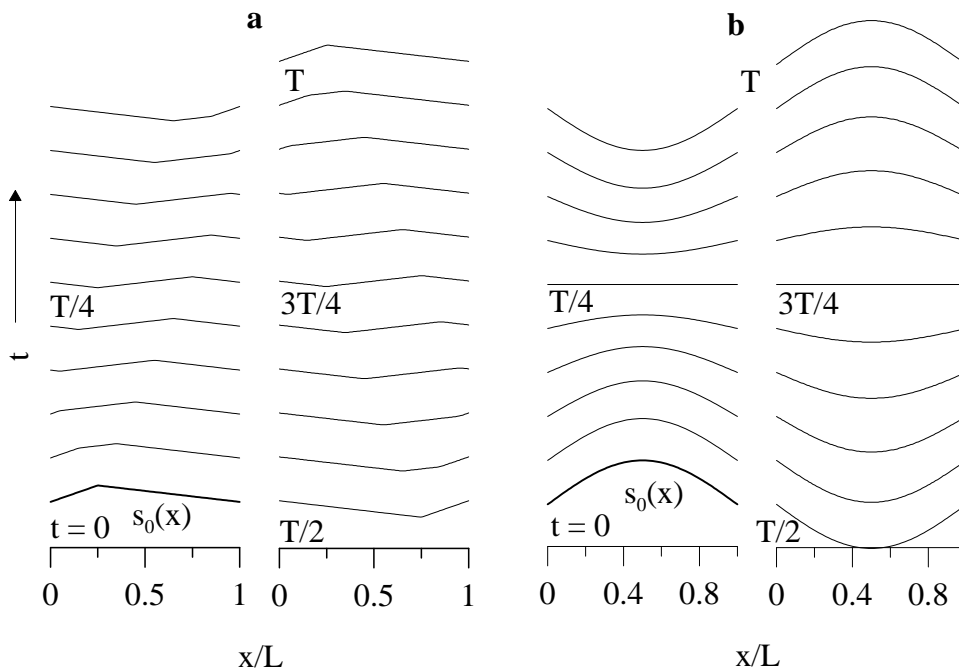 a
b
T
T
T/4
3T/4
T/4
3T/4
t
s0(x)
s0(x)
t = 0
T/2
t = 0
T/2
0 0.5 1
0 0.5 1
0 0.4 0.8
0 0.4 0.8
x/L
x/L